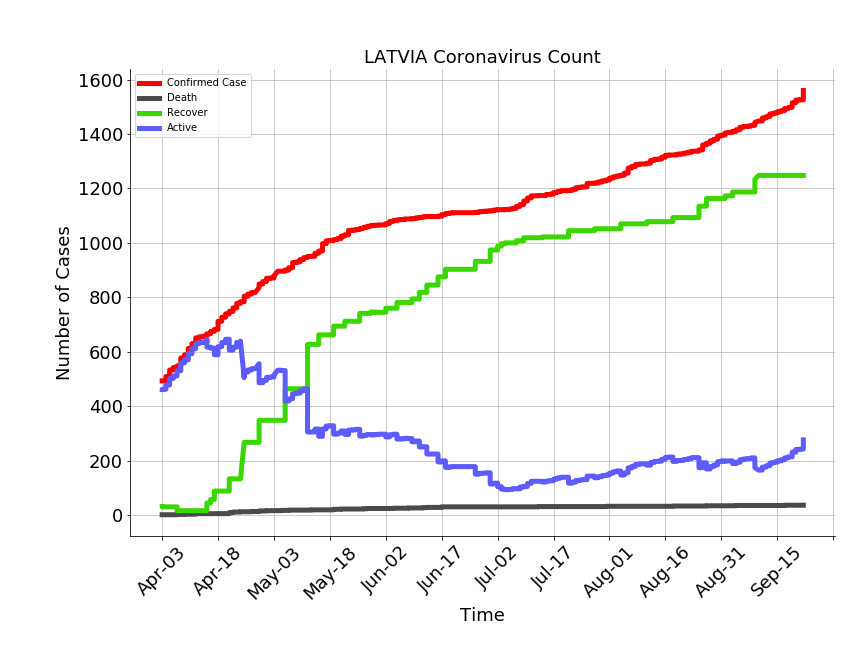 LATVIA Coronavirus Count
Confirmed Case
Death
Recover
Active
Number of Cases
1600
1400
1200
1000
800
600
400
200
0
Apr-03
Apr-18
May-03
May-18
Jun-02
Jun-17
Jul-02
Jul-17
Aug-01
Aug-16
Aug-31
Sep-15
Time